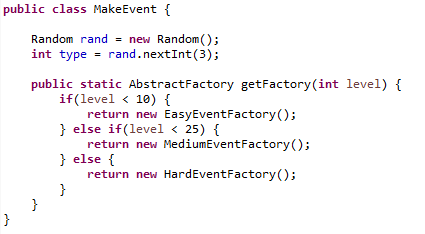 public class MakeEvent {
    Random rand = new Random();
    int type = rand.nextInt(3);
    public static AbstractFactory getFactory(int level) {
        if(level < 10) {
            return new EasyEventFactory();
        } else if(level < 25) {
            return new MediumEventFactory();
        } else {
            return new HardEventFactory();
        }
    }
}